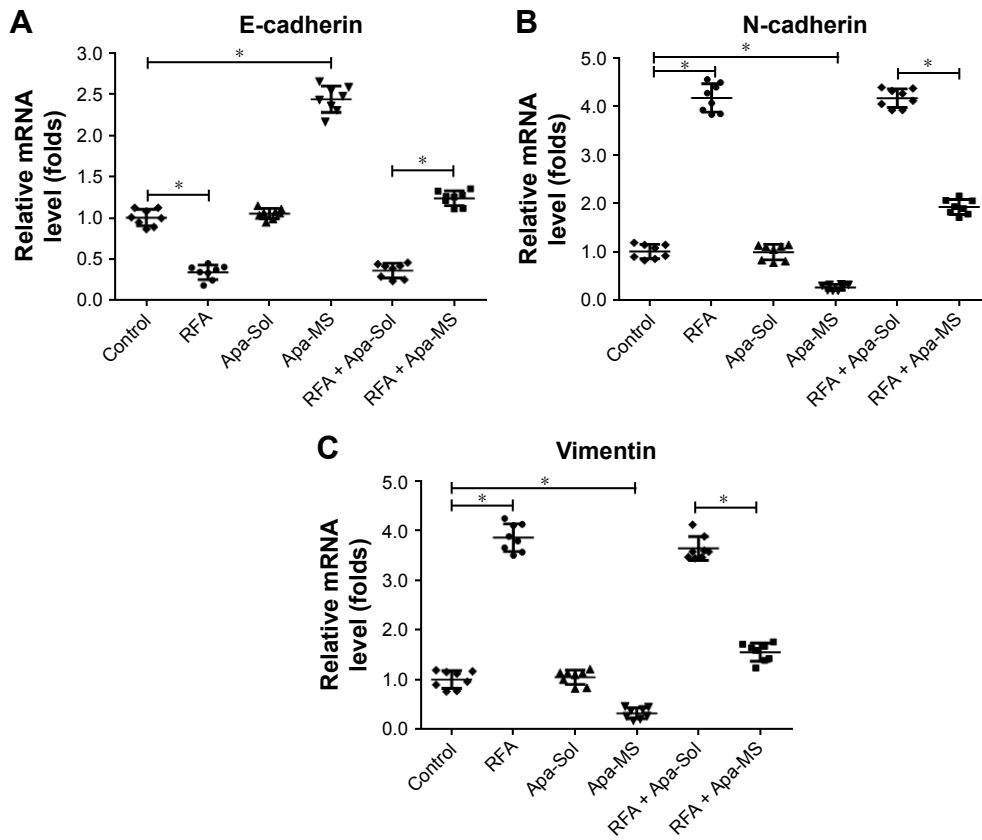 A
E-cadherin
Relative mRNA
level (folds)
3.0
2.5
2.0
1.5
1.0
0.5
0.0
*
*
*
Control
RFA
Apa-Sol
Apa-MS
RFA + Apa-Sol
RFA + Apa-MS
B
N-cadherin
Relative mRNA
level (folds)
5.0
4.0
3.0
2.0
1.0
0.0
*
*
*
Control
RFA
Apa-Sol
Apa-MS
RFA + Apa-Sol
RFA + Apa-MS
C
Vimentin
Relative mRNA
level (folds)
5.0
4.0
3.0
2.0
1.0
0.0
*
*
*
Control
RFA
Apa-Sol
Apa-MS
RFA + Apa-Sol
RFA + Apa-MS